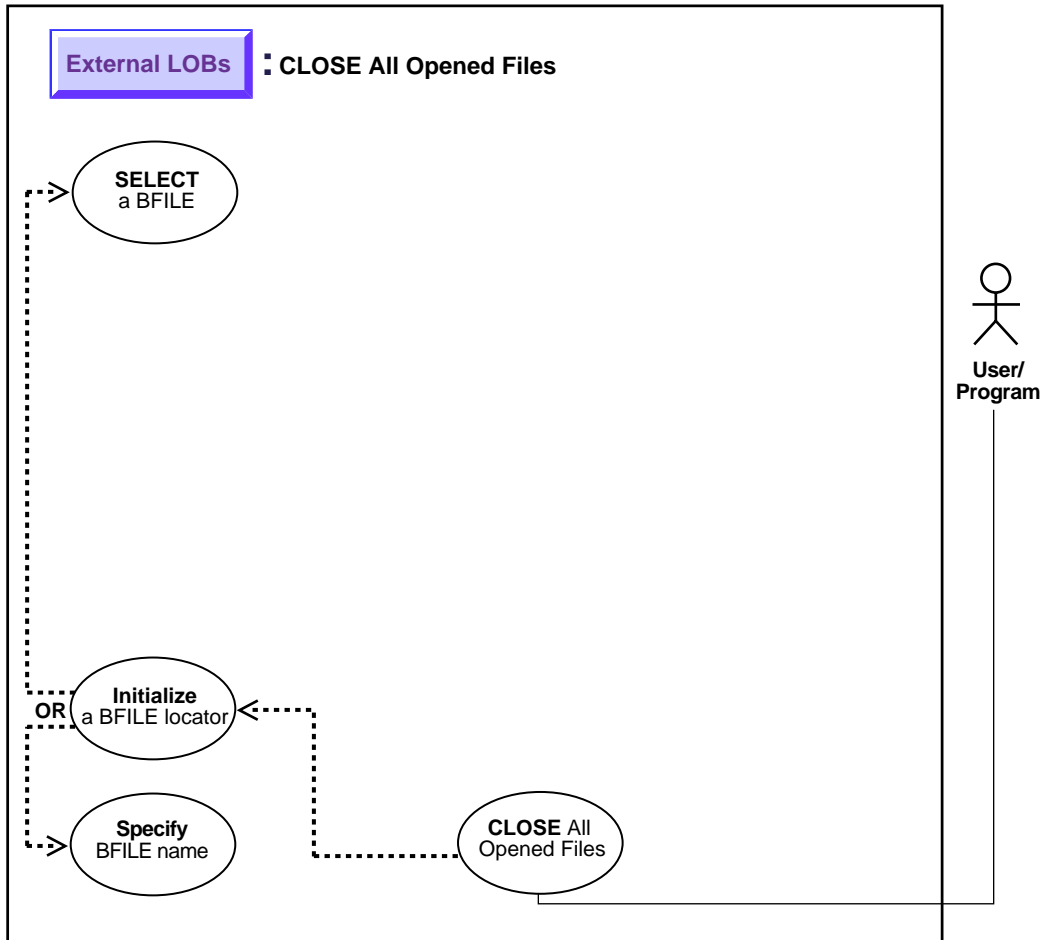 External LOBs : CLOSE All Opened Files
SELECT
a BFILE
User/
Program
Initialize
OR a BFILE locator
Specify
BFILE name
CLOSE All
Opened Files